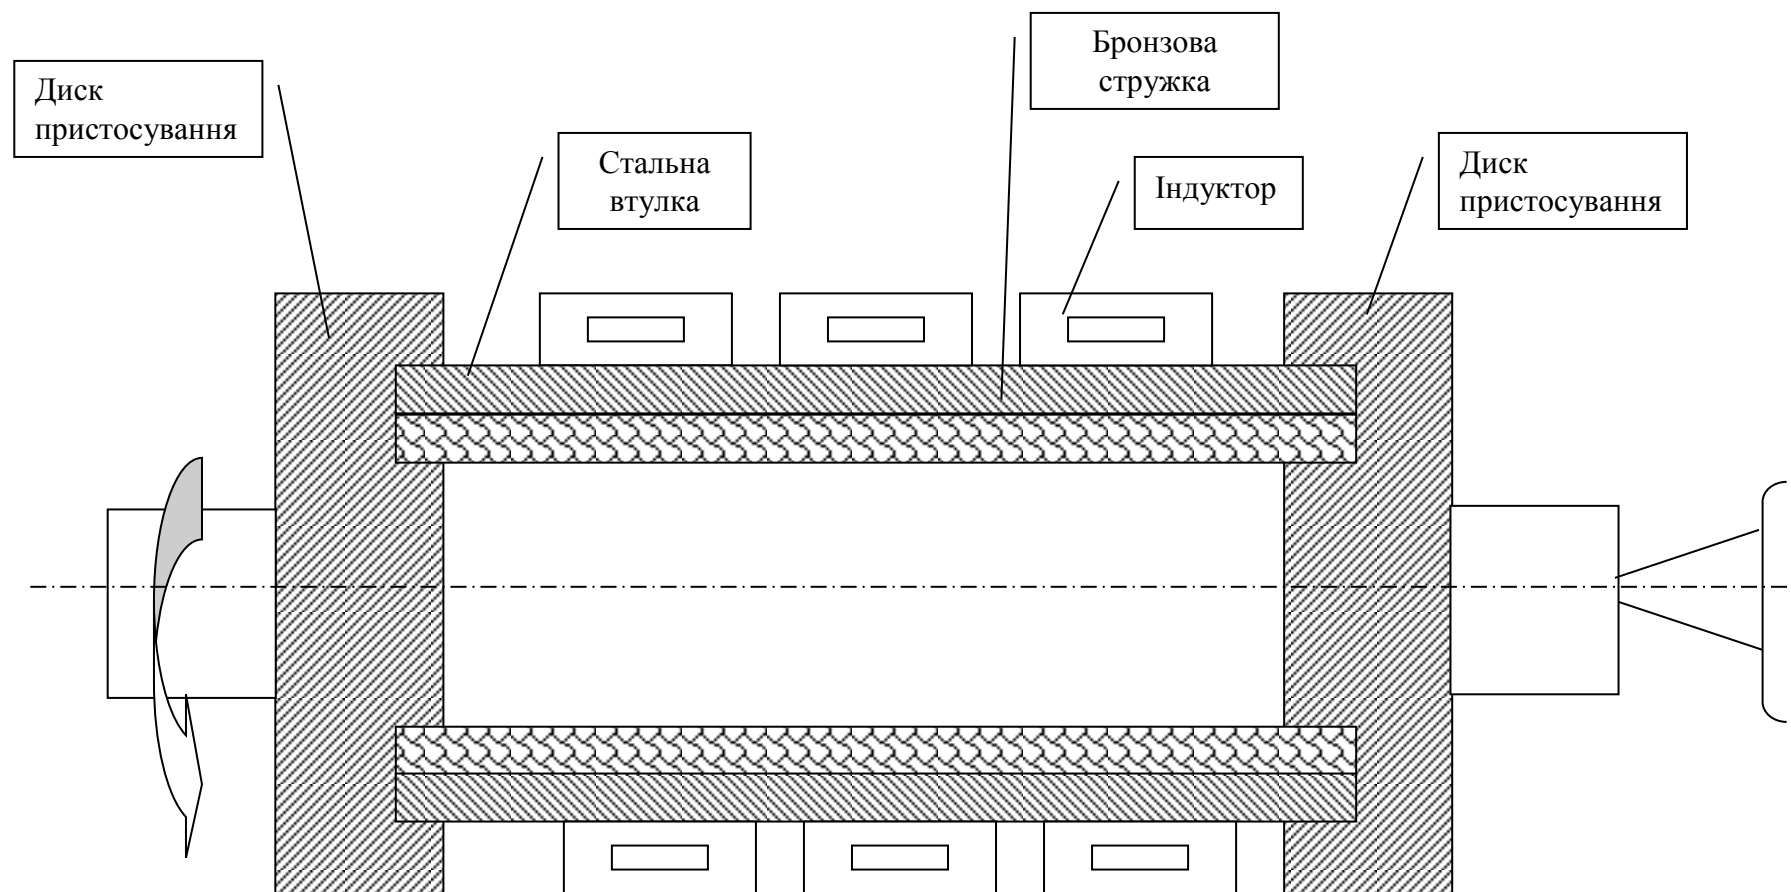 Бронзова
стружка
Диск
пристосування
Стальна
втулка
Індуктор
Диск
пристосування